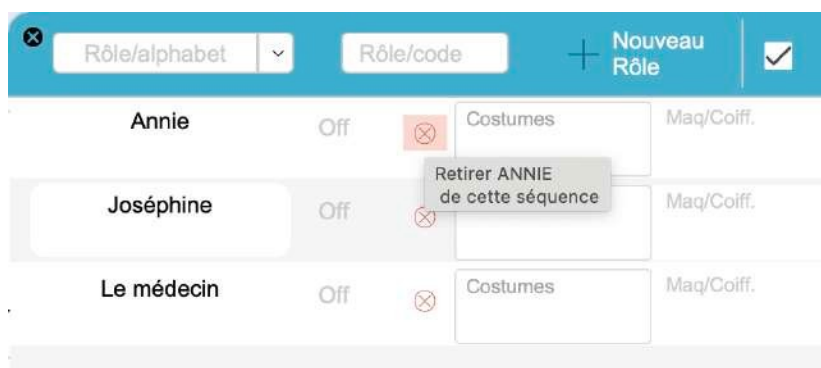 Rôle/alphabet Rôle/code Nouveau
Rôle
Annie Off Costumes Maq/Coiff.
Retirer ANNIE
de cette séquence
Joséphine Off Maq/Coiff.
Le médecin Off Costumes Maq/Coiff.